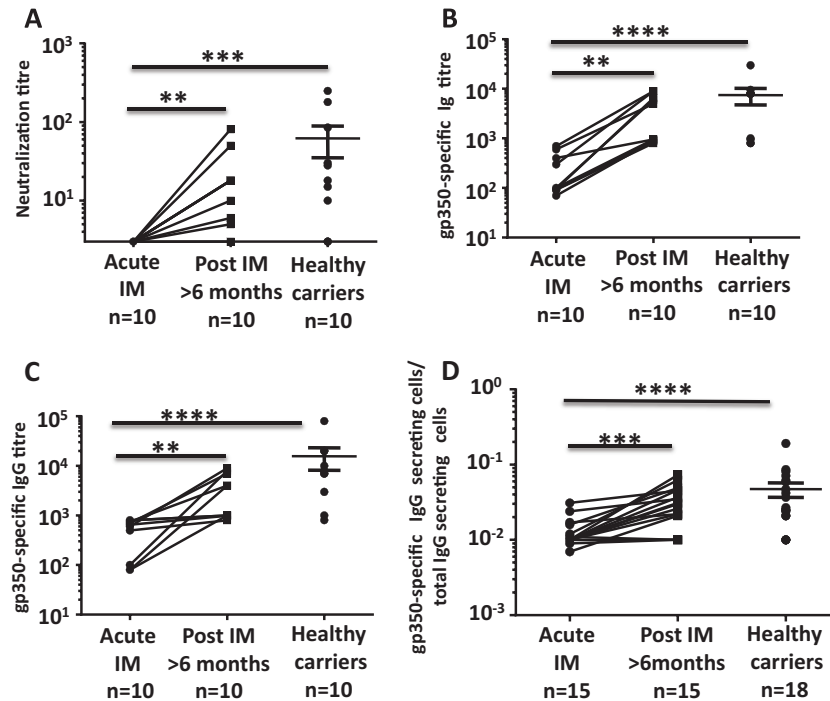 A
Neutralization titre
10³
10²
10¹
***
**
Acute Post IM Healthy
IM >6 months carriers
n=10 n=10 n=10
B
gp350-specific Ig titre
10⁵
10⁴
10³
10²
10¹
****
**
Acute Post IM Healthy
IM >6 months carriers
n=10 n=10 n=10
C
gp350-specific IgG titre
10⁵
10⁴
10³
10²
10¹
****
**
Acute Post IM Healthy
IM >6 months carriers
n=10 n=10 n=10
D
gp350-specific IgG secreting cells/
total IgG secreting cells
10⁰
10⁻¹
10⁻²
10⁻³
****
***
Acute Post IM Healthy
IM >6months carriers
n=15 n=15 n=18